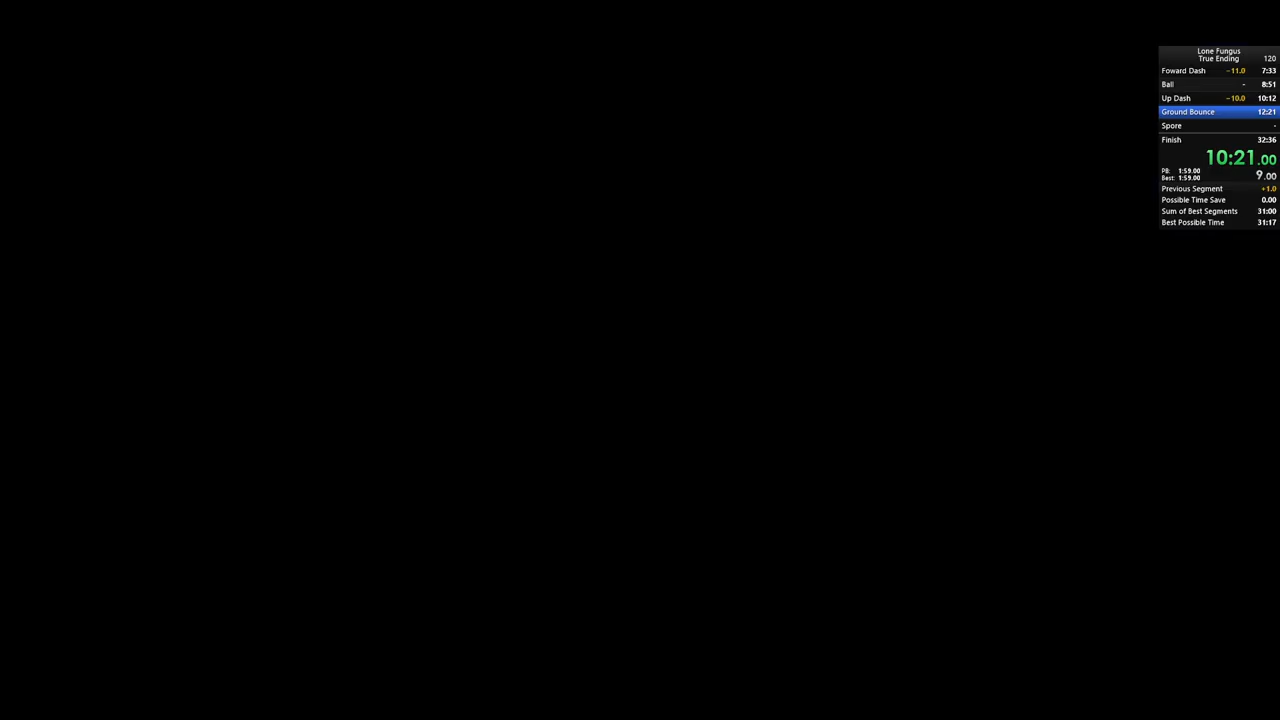 Lone Fungus
True Ending 120
Foward Dash −11.0 7:33
Ball - 8:51
Up Dash −10.0 10:12
Ground Bounce 12:21
Spore -
Finish 32:36
10:21.00
PB: 1:59.00
Best: 1:59.00 9.00
Previous Segment +1.0
Possible Time Save 0.00
Sum of Best Segments 31:00
Best Possible Time 31:17